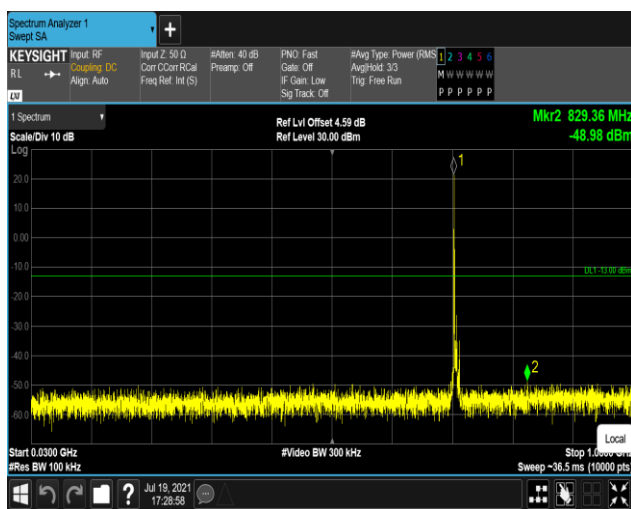 Spectrum Analyzer 1
Swept SA
+
KEYSIGHT
RL
Input: RF
Coupling: DC
Align: Auto
Input Z: 50 Ω
Corr CCorr RCal
Freq Ref: Int (S)
#Atten: 40 dB
Preamp: Off
PNO: Fast
Gate: Off
IF Gain: Low
Sig Track: Off
#Avg Type: Power (RMS
Avg|Hold: 3/3
Trig: Free Run
1 2 3 4 5 6
M W W W W W
P P P P P P
1 Spectrum
Scale/Div 10 dB
Ref Lvl Offset 4.59 dB
Ref Level 30.00 dBm
Mkr2 829.36 MHz
-48.98 dBm
Log
1
20.0
10.0
0.00
-10.0
DL1 -13.00 dBm
-20.0
-30.0
-40.0
2
-50.0
-60.0
Local
Start 0.0300 GHz
#Res BW 100 kHz
#Video BW 300 kHz
Stop
Sweep ~36.5 ms (10000 pts)
?
Jul 19, 2021
17:28:58